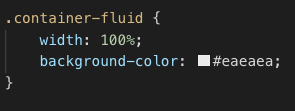 .container-fluid {
    width: 100%;
    background-color: #eaeaea;
}